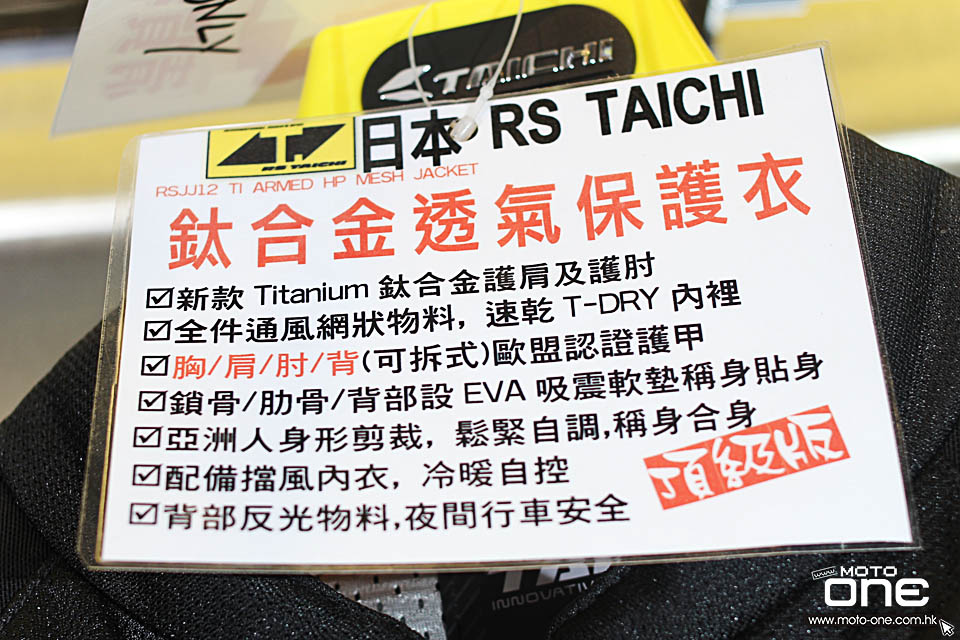 ONLY
TAICHI
RS TAICHI
日本 RS TAICHI
RSJJ12 TI ARMED HP MESH JACKET
鈦合金透氣保護衣
☑新款 Titanium 鈦合金護肩及護肘
☑全件通風網狀物料, 速乾 T-DRY 內裡
☑胸/肩/肘/背(可拆式)歐盟認證護甲
☑鎖骨/肋骨/背部設 EVA 吸震軟墊稱身貼身
☑亞洲人身形剪裁, 鬆緊自調,稱身合身
☑配備擋風內衣, 冷暖自控
☑背部反光物料,夜間行車安全
頂級版
INNOVATIV
www.
MOTO
ONE
www.moto-one.com.hk